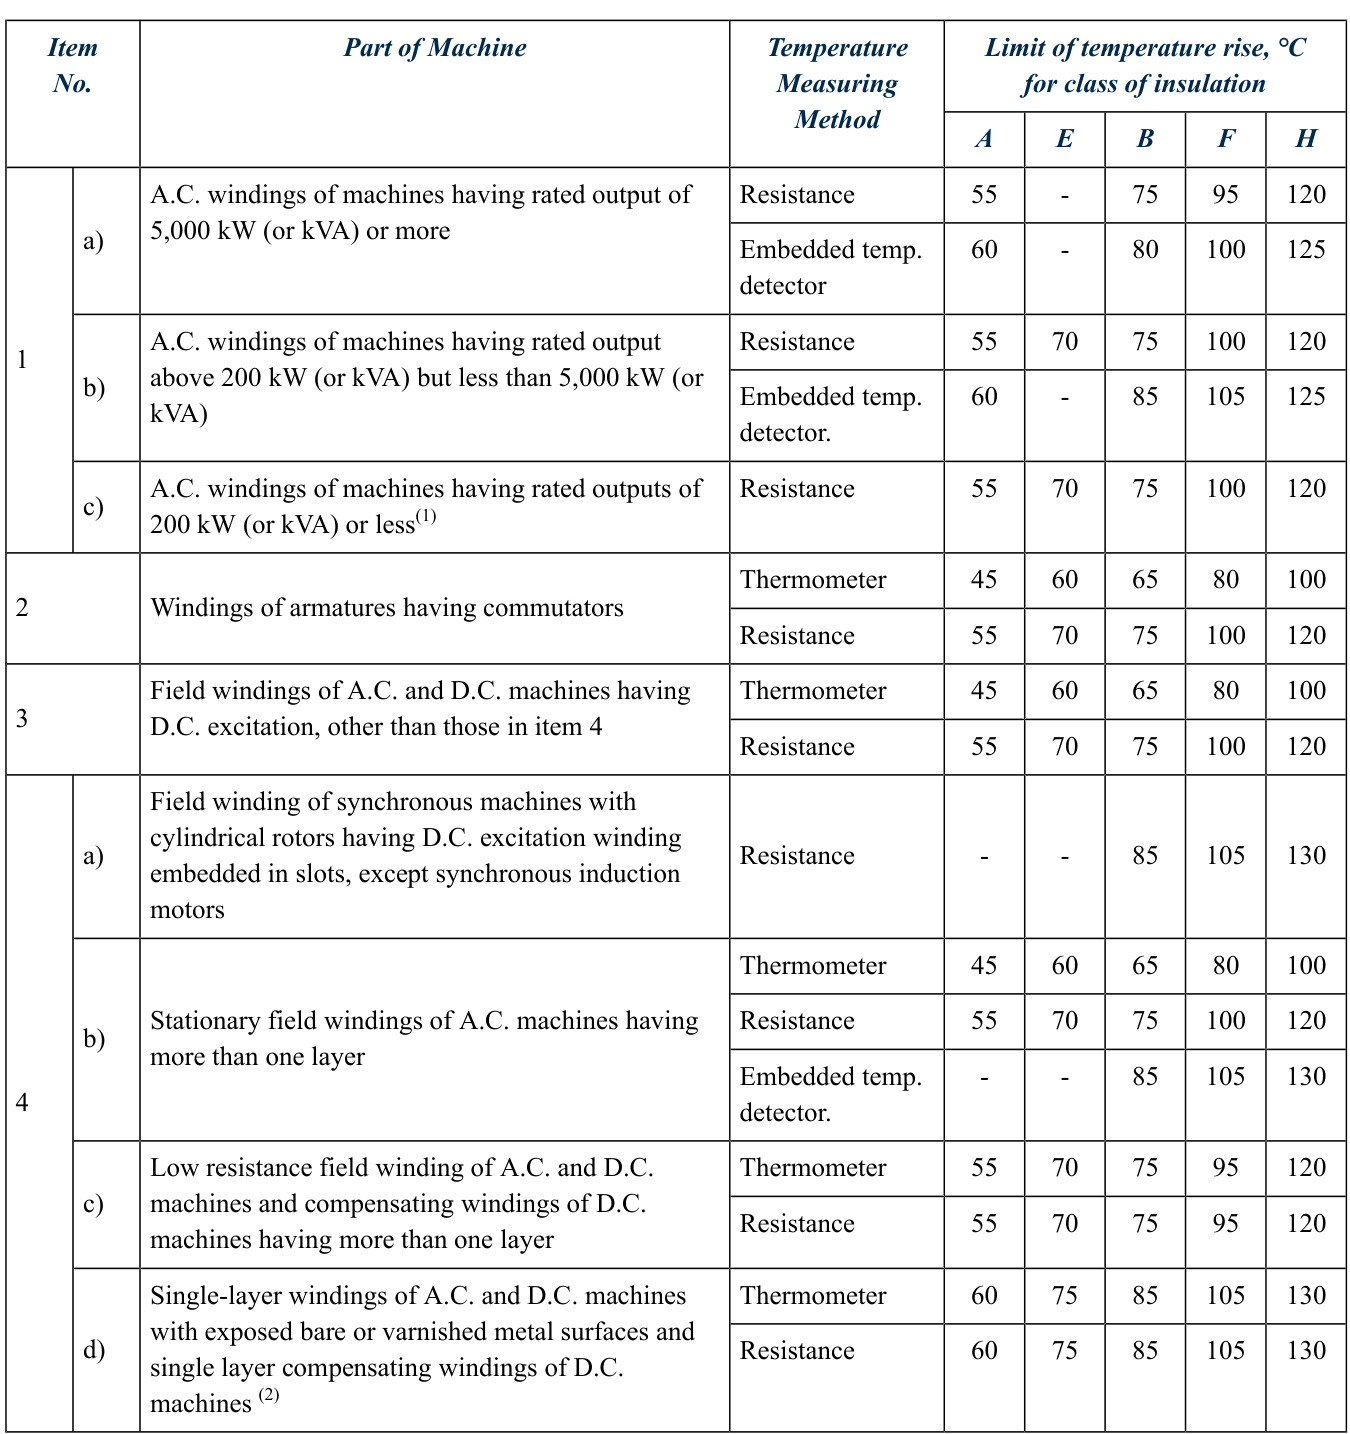 Item
No.
Part of Machine
Temperature
Measuring
Method
Limit of temperature rise, °C
for class of insulation
A E B F H
1
a)
A.C. windings of machines having rated output of
5,000 kW (or kVA) or more
Resistance 55 - 75 95 120
Embedded temp.
detector
60 - 80 100 125
b)
A.C. windings of machines having rated output
above 200 kW (or kVA) but less than 5,000 kW (or
kVA)
Resistance 55 70 75 100 120
Embedded temp.
detector.
60 - 85 105 125
c)
A.C. windings of machines having rated outputs of
200 kW (or kVA) or less(1)
Resistance 55 70 75 100 120
2
Windings of armatures having commutators
Thermometer 45 60 65 80 100
Resistance 55 70 75 100 120
3
Field windings of A.C. and D.C. machines having
D.C. excitation, other than those in item 4
Thermometer 45 60 65 80 100
Resistance 55 70 75 100 120
4
a)
Field winding of synchronous machines with
cylindrical rotors having D.C. excitation winding
embedded in slots, except synchronous induction
motors
Resistance - - 85 105 130
b)
Stationary field windings of A.C. machines having
more than one layer
Thermometer 45 60 65 80 100
Resistance 55 70 75 100 120
Embedded temp.
detector.
- - 85 105 130
c)
Low resistance field winding of A.C. and D.C.
machines and compensating windings of D.C.
machines having more than one layer
Thermometer 55 70 75 95 120
Resistance 55 70 75 95 120
d)
Single-layer windings of A.C. and D.C. machines
with exposed bare or varnished metal surfaces and
single layer compensating windings of D.C.
machines (2)
Thermometer 60 75 85 105 130
Resistance 60 75 85 105 130